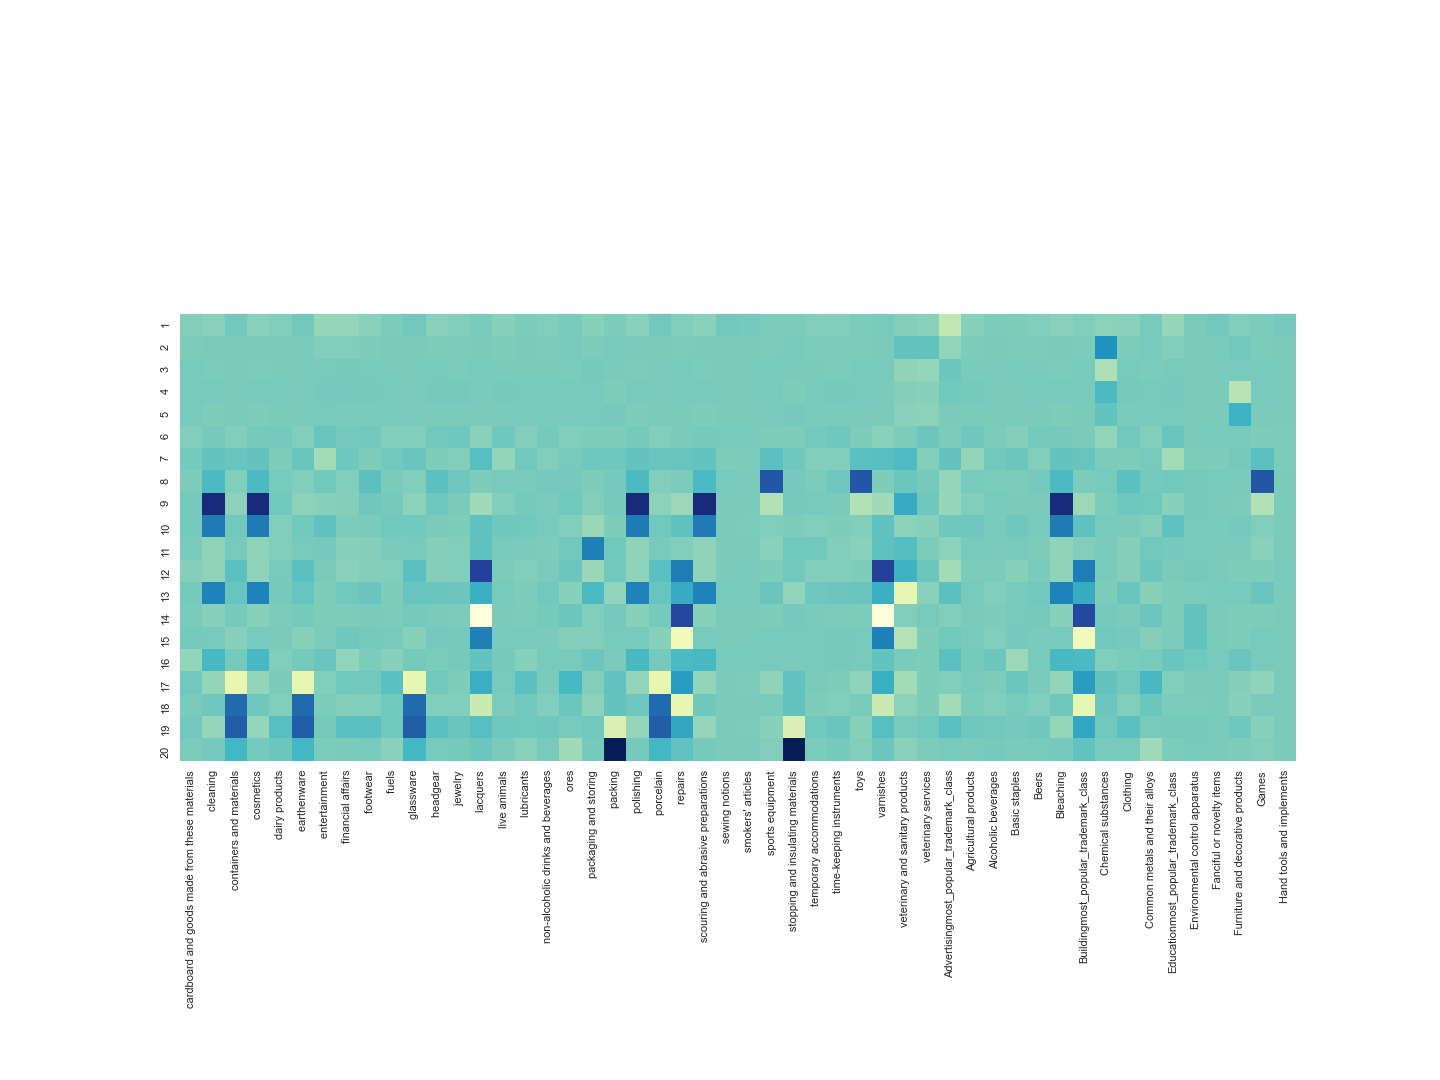 1
2
3
4
5
6
7
8
9
10
11
12
13
14
15
16
17
18
19
20
cardboard and goods made from these materials
cleaning
containers and materials
cosmetics
dairy products
earthenware
entertainment
financial affairs
footwear
fuels
glassware
headgear
jewelry
lacquers
live animals
lubricants
non-alcoholic drinks and beverages
ores
packaging and storing
packing
polishing
porcelain
repairs
scouring and abrasive preparations
sewing notions
smokers' articles
sports equipment
stopping and insulating materials
temporary accommodations
time-keeping instruments
toys
varnishes
veterinary and sanitary products
veterinary services
Advertisingmost_popular_trademark_class
Agricultural products
Alcoholic beverages
Basic staples
Beers
Bleaching
Buildingmost_popular_trademark_class
Chemical substances
Clothing
Common metals and their alloys
Educationmost_popular_trademark_class
Environmental control apparatus
Fanciful or novelty items
Furniture and decorative products
Games
Hand tools and implements